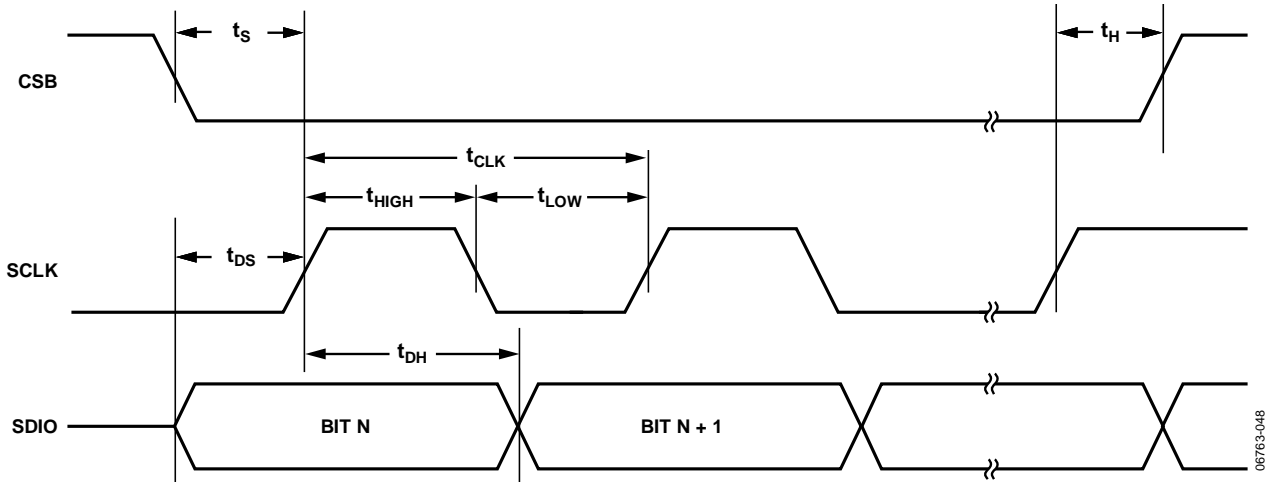 tS
tH
CSB
tCLK
tHIGH
tLOW
tDS
SCLK
tDH
SDIO
BIT N
BIT N + 1
06763-048